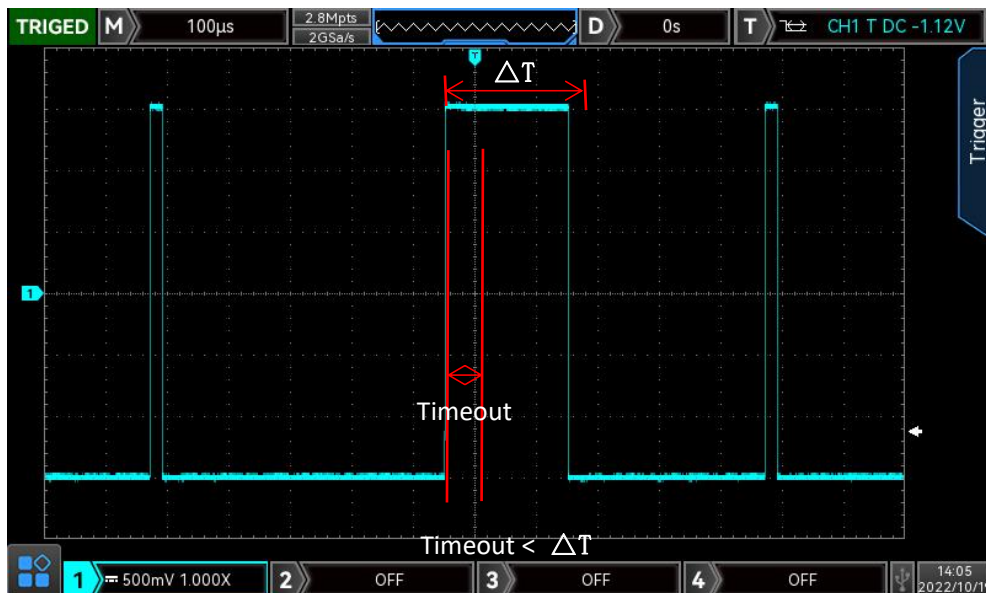 TRIGED M 100μs 2.8Mpts D 0s T CH1 T DC -1.12V
2GSa/s
T
△T
Trigger
1
Timeout
Timeout < △T
1 500mV 1.000X 2 OFF 3 OFF 4 OFF 14:05
2022/10/19